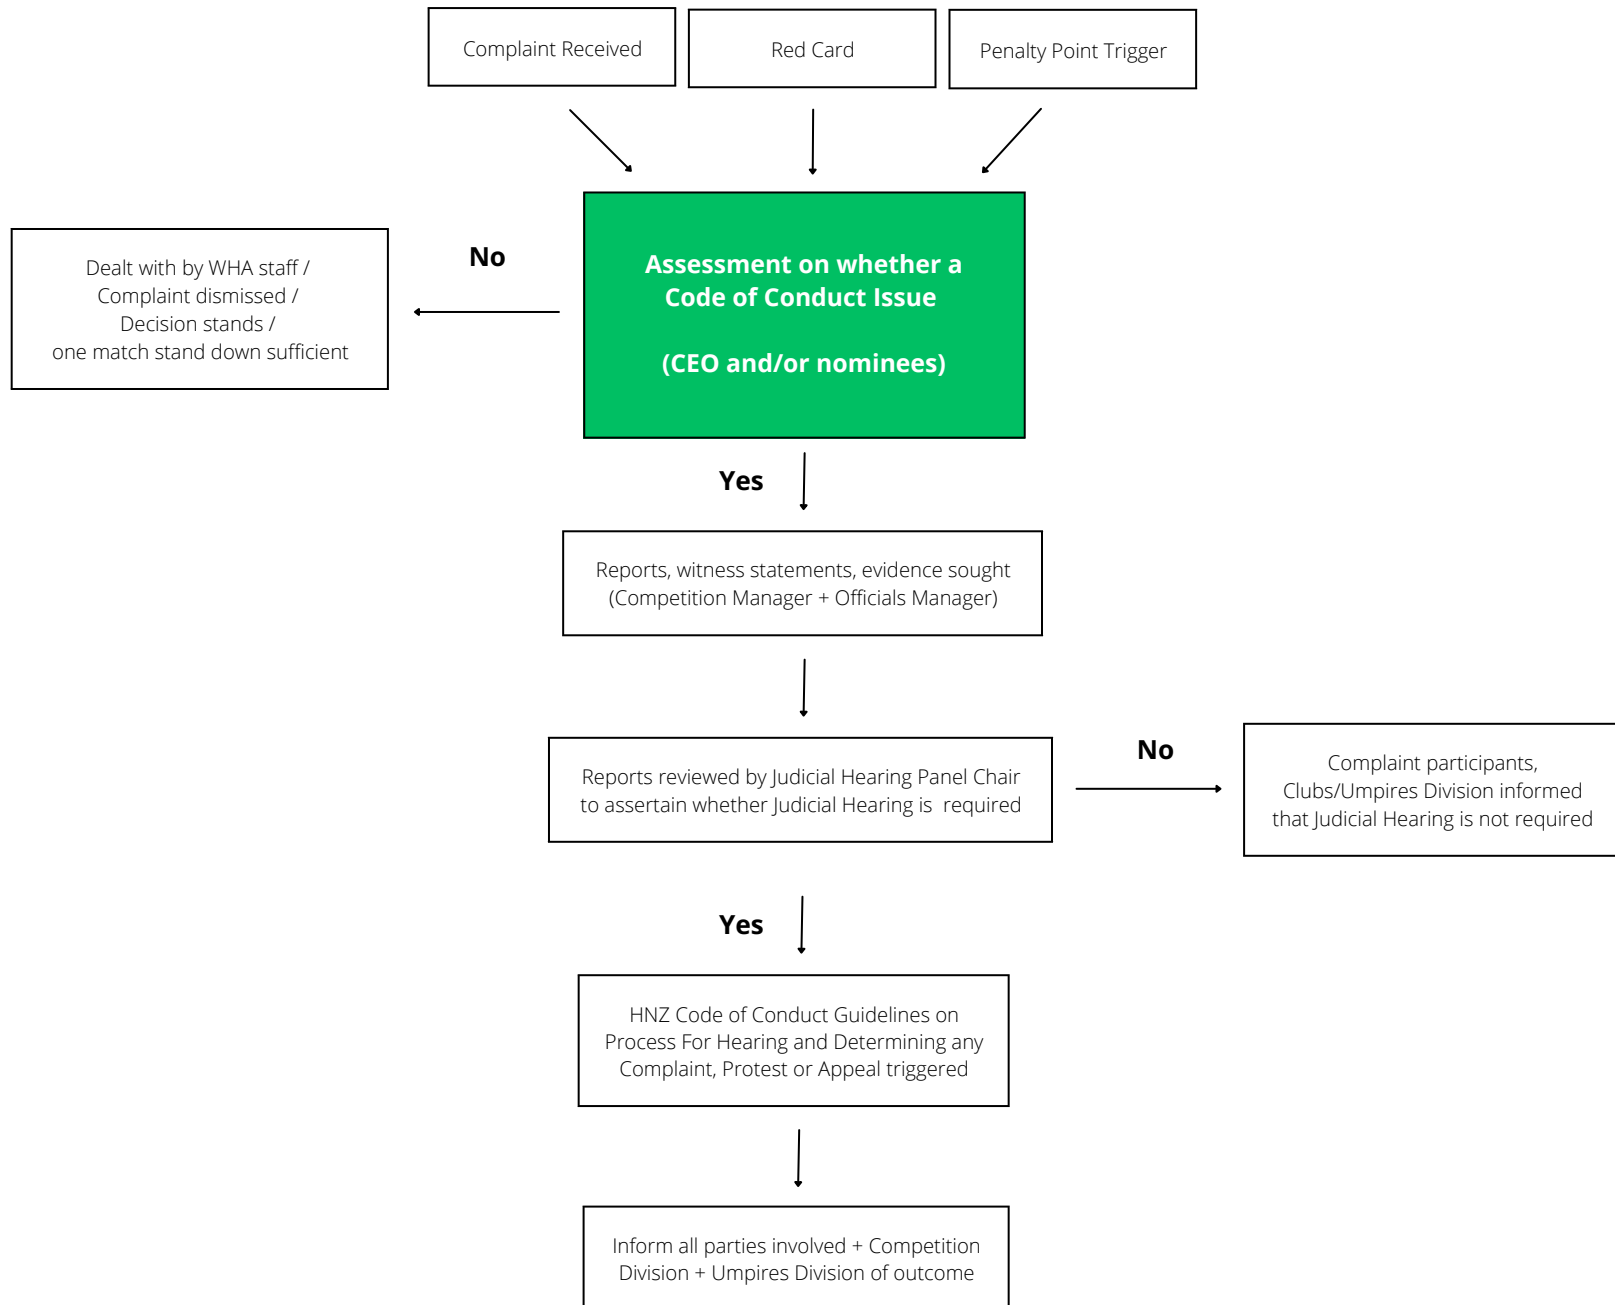 Complaint Received
Red Card
Penalty Point Trigger
Assessment on whether a
Code of Conduct Issue
(CEO and/or nominees)
No
Dealt with by WHA staff /
Complaint dismissed /
Decision stands /
one match stand down sufficient
Yes
Reports, witness statements, evidence sought
(Competition Manager + Officials Manager)
Reports reviewed by Judicial Hearing Panel Chair
to assertain whether Judicial Hearing is  required
No
Complaint participants,
Clubs/Umpires Division informed
that Judicial Hearing is not required
Yes
HNZ Code of Conduct Guidelines on
Process For Hearing and Determining any
Complaint, Protest or Appeal triggered
Inform all parties involved + Competition
Division + Umpires Division of outcome